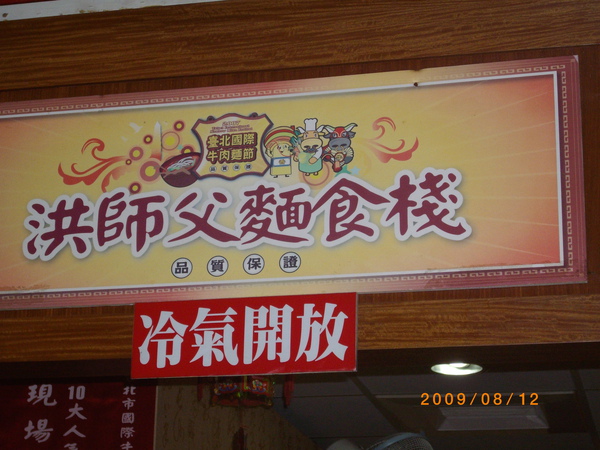 臺北國際
牛肉麵節
洪師父麵食棧
品質保證
冷氣開放
10大人氣
現場
北市國際
2009/08/12